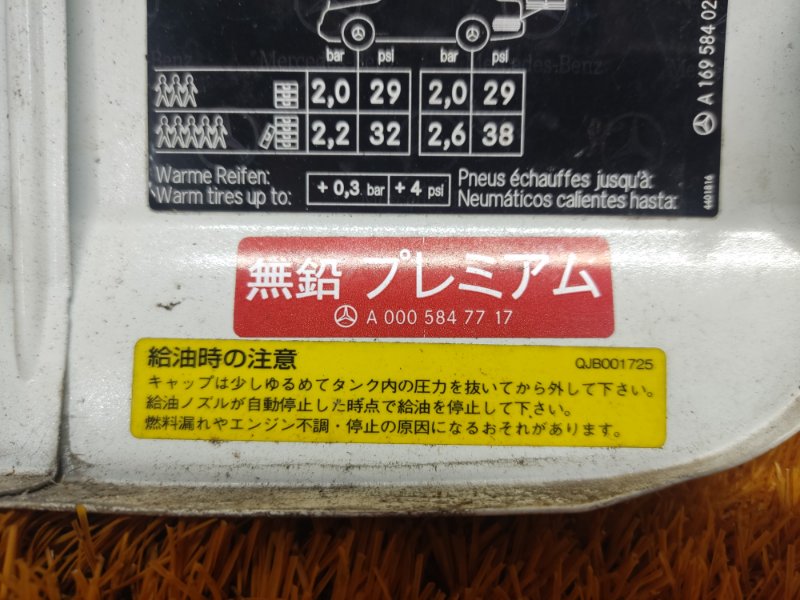 bar psi bar psi
2,0 29 2,0 29
2,2 32 2,6 38
Warme Reifen:
Warm tires up to:
+ 0,3 bar + 4 psi
Pneus échauffes jusqu'à:
Neumáticos calientes hasta:
A 169 584 02
4401816
無鉛 プレミアム
A 000 584 77 17
給油時の注意 QJB001725
キャップは少しゆるめてタンク内の圧力を抜いてから外して下さい。
給油ノズルが自動停止した時点で給油を停止して下さい。
燃料漏れやエンジン不調・停止の原因になるおそれがあります。